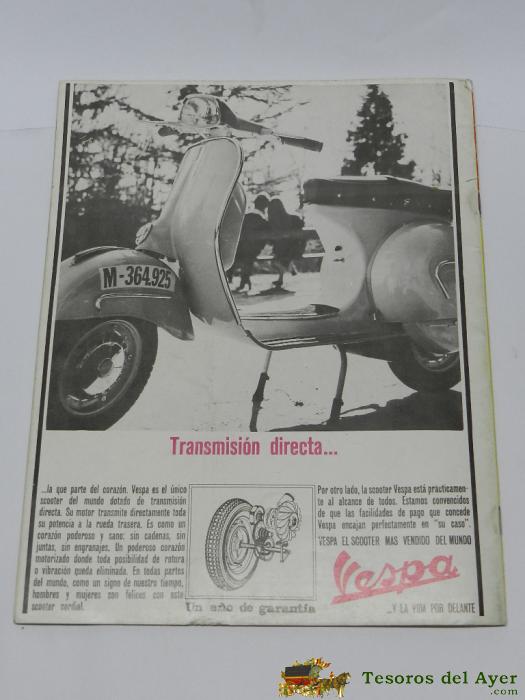 M-364.925
Transmisión directa...
...la que parte del corazón. Vespa es el único
scooter del mundo dotado de transmisión
directa. Su motor transmite directamente toda
su potencia a la rueda trasera. Es como un
corazón poderoso y sano: sin cadenas, sin
juntas, sin engranajes. Un poderoso corazón
motorizado donde toda posibilidad de rotura
o vibración queda eliminada. En todas partes
del mundo, como un signo de nuestro tiempo,
hombres y mujeres son felices con este
scooter cordial.
Un año de garantía
Por otro lado, la scooter Vespa está prácticamen-
te al alcance de todos. Estamos convencidos
de que las facilidades de pago que concede
Vespa encajan perfectamente en "su caso".
VESPA EL SCOOTER MAS VENDIDO DEL MUNDO
Vespa
...Y LA VIDA POR DELANTE
Tesoros del Ayer
.com